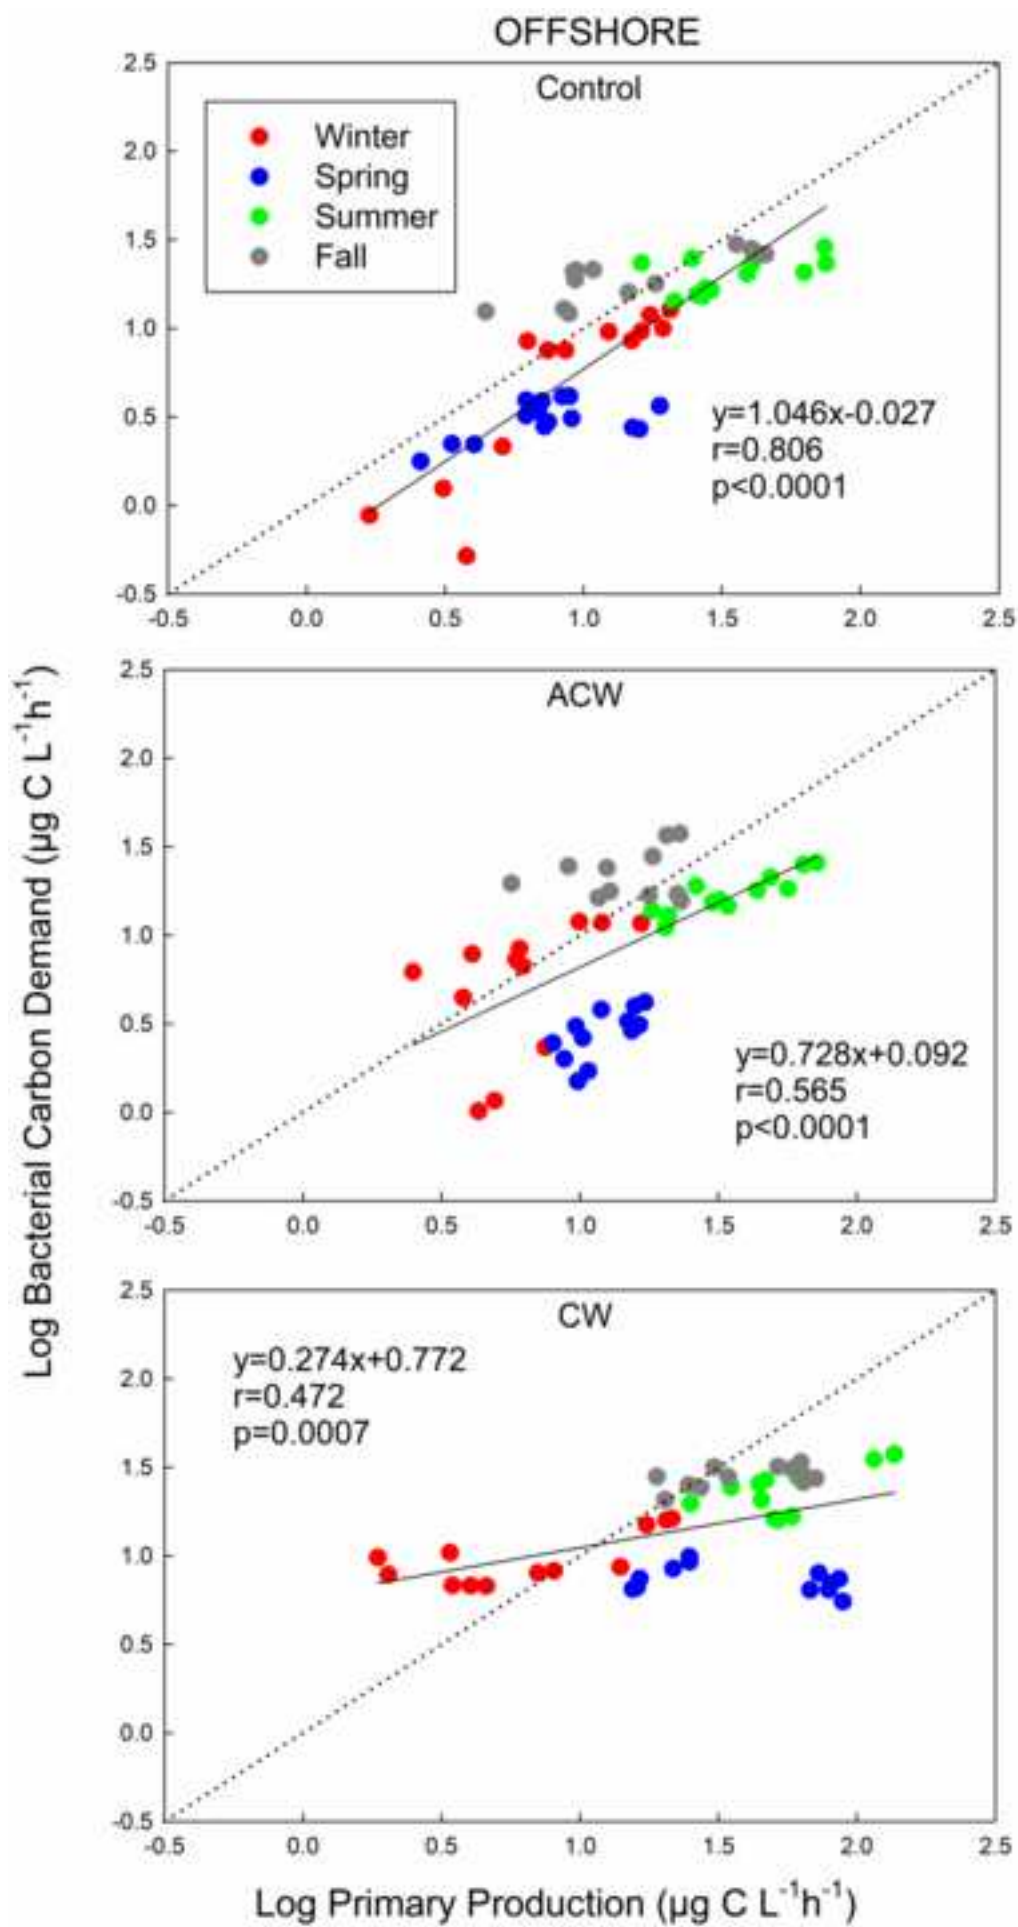 OFFSHORE
Control
Winter
Spring
Summer
Fall
2.5
2.0
1.5
1.0
0.5
0.0
-0.5
y=1.046x-0.027
r=0.806
p<0.0001
-0.5 0.0 0.5 1.0 1.5 2.0 2.5
Log Bacterial Carbon Demand (µg C L⁻¹h⁻¹)
ACW
2.5
2.0
1.5
1.0
0.5
0.0
-0.5
y=0.728x+0.092
r=0.565
p<0.0001
-0.5 0.0 0.5 1.0 1.5 2.0 2.5
CW
y=0.274x+0.772
r=0.472
p=0.0007
2.5
2.0
1.5
1.0
0.5
0.0
-0.5
-0.5 0.0 0.5 1.0 1.5 2.0 2.5
Log Primary Production (µg C L⁻¹h⁻¹)